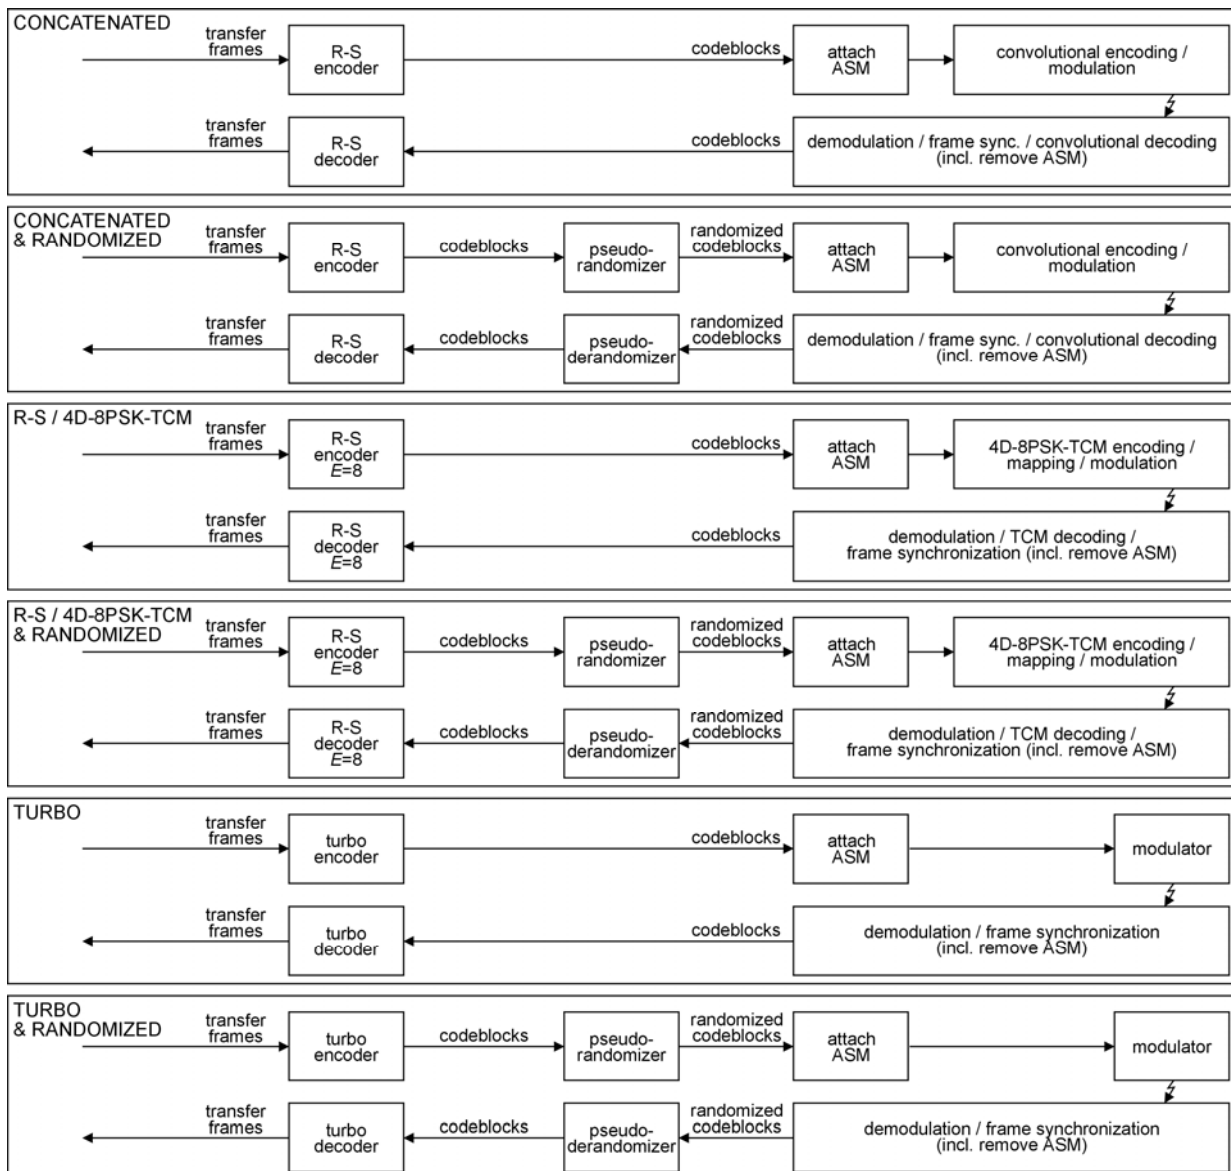 CONCATENATED
transfer
frames
R-S
encoder
codeblocks
attach
ASM
convolutional encoding /
modulation
transfer
frames
R-S
decoder
codeblocks
demodulation / frame sync. / convolutional decoding
(incl. remove ASM)
CONCATENATED
& RANDOMIZED
transfer
frames
R-S
encoder
codeblocks
pseudo-
randomizer
randomized
codeblocks
attach
ASM
convolutional encoding /
modulation
transfer
frames
R-S
decoder
codeblocks
pseudo-
derandomizer
randomized
codeblocks
demodulation / frame sync. / convolutional decoding
(incl. remove ASM)
R-S / 4D-8PSK-TCM
transfer
frames
R-S
encoder
E=8
codeblocks
attach
ASM
4D-8PSK-TCM encoding /
mapping / modulation
transfer
frames
R-S
decoder
E=8
codeblocks
demodulation / TCM decoding /
frame synchronization (incl. remove ASM)
R-S / 4D-8PSK-TCM
& RANDOMIZED
transfer
frames
R-S
encoder
E=8
codeblocks
pseudo-
randomizer
randomized
codeblocks
attach
ASM
4D-8PSK-TCM encoding /
mapping / modulation
transfer
frames
R-S
decoder
E=8
codeblocks
pseudo-
derandomizer
randomized
codeblocks
demodulation / TCM decoding /
frame synchronization (incl. remove ASM)
TURBO
transfer
frames
turbo
encoder
codeblocks
attach
ASM
modulator
transfer
frames
turbo
decoder
codeblocks
demodulation / frame synchronization
(incl. remove ASM)
TURBO
& RANDOMIZED
transfer
frames
turbo
encoder
codeblocks
pseudo-
randomizer
randomized
codeblocks
attach
ASM
modulator
transfer
frames
turbo
decoder
codeblocks
pseudo-
derandomizer
randomized
codeblocks
demodulation / frame synchronization
(incl. remove ASM)